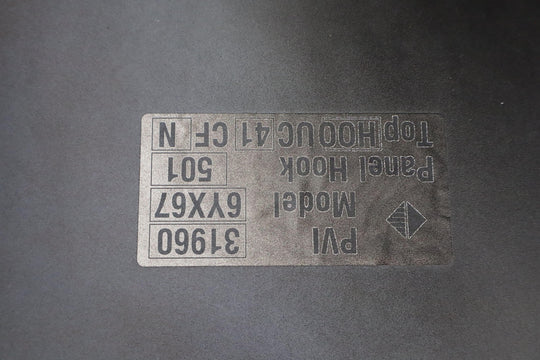 PVI 31960
Model 6YX67
Panel Hook 501
Top HOO UC 41 CF N